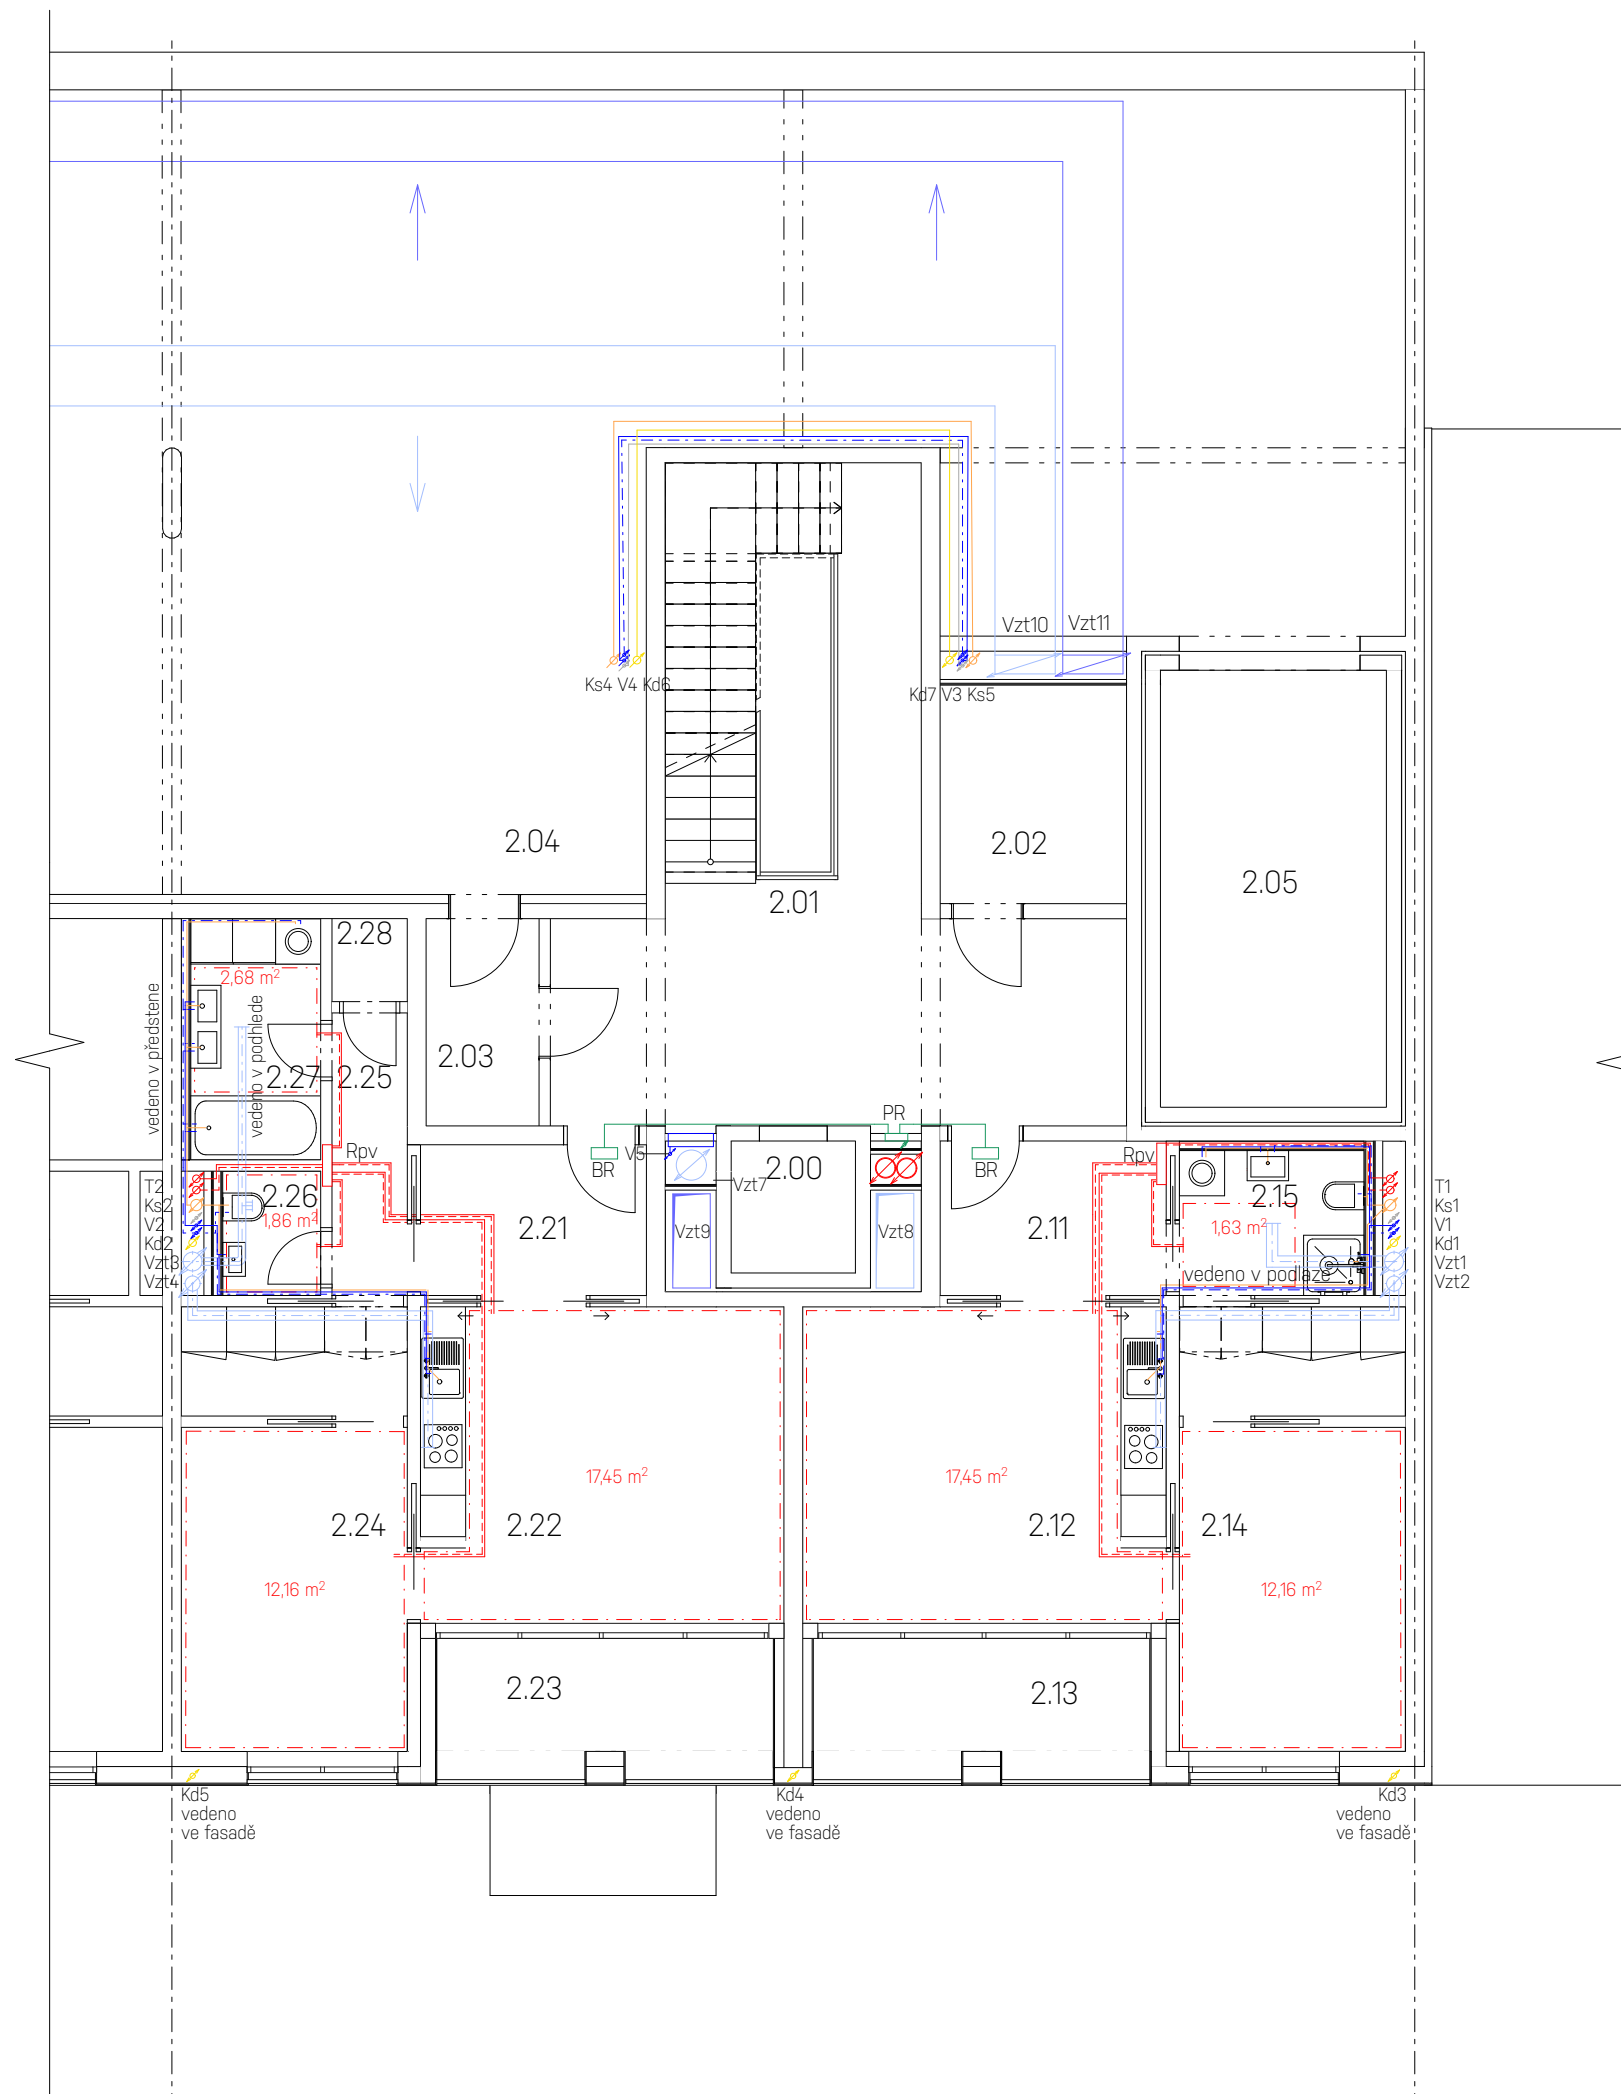 Vzt10 Vzt11
Ks4 V4 Kd6
Kd7 V3 Ks5
2.04
2.02
2.05
2.01
2.28
2,68 m²
vedeno v předstene
vedeno v podhlede
2.27
2.25
2.03
PR
Rpv
V5
BR
BR
Rpv
2.00
Vzt7
T2
Ks2
V2
Kd2
Vzt3
Vzt4
2.26
1,86 m²
2.21
Vzt9
Vzt8
2.11
2.15
1,63 m²
vedeno v podlaze
T1
Ks1
V1
Kd1
Vzt1
Vzt2
17,45 m²
17,45 m²
2.24
2.22
2.12
2.14
12,16 m²
12,16 m²
2.23
2.13
Kd5
vedeno
ve fasadě
Kd4
vedeno
ve fasadě
Kd3
vedeno
ve fasadě